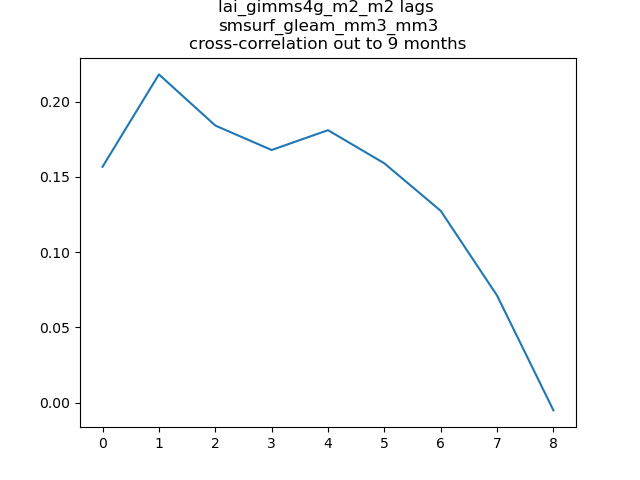 lai_gimms4g_m2_m2 lags
smsurf_gleam_mm3_mm3
cross-correlation out to 9 months
0.20
0.15
0.10
0.05
0.00
0 1 2 3 4 5 6 7 8